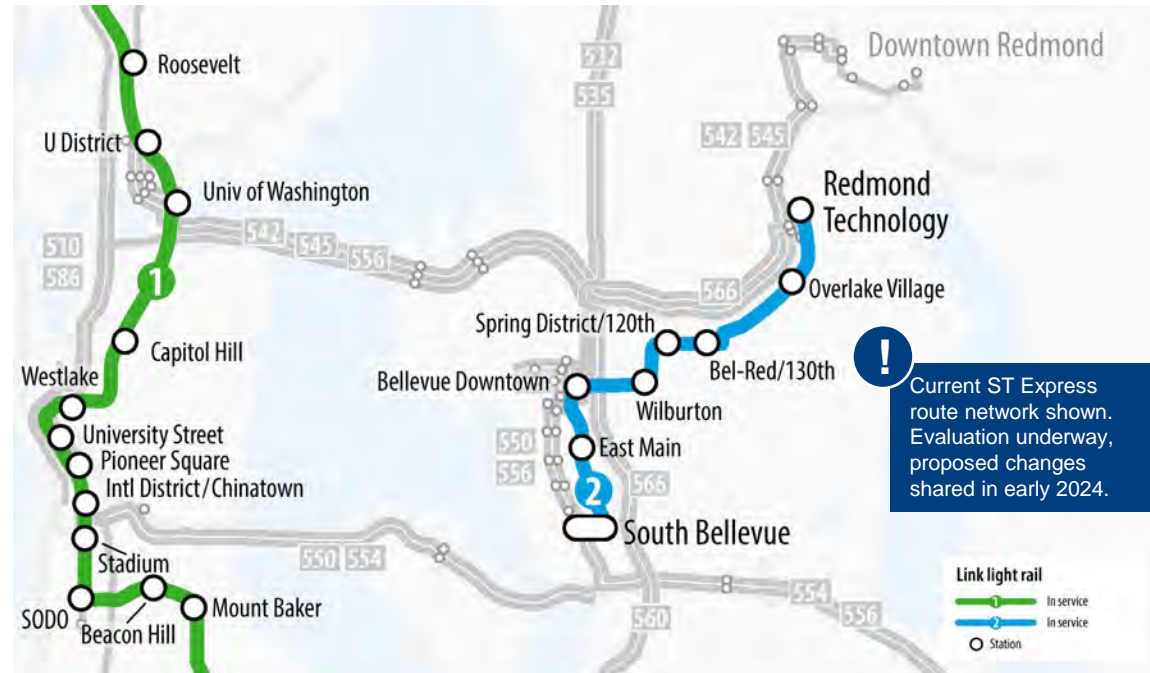 Roosevelt
U District
Univ of Washington
1
Capitol Hill
Westlake
University Street
Pioneer Square
Intl District/Chinatown
Stadium
SODO
Beacon Hill
Mount Baker
510
586
542
545
556
532
535
Downtown Redmond
542 545
Redmond
Technology
566
Overlake Village
Spring District/120th
Bel-Red/130th
Bellevue Downtown
Wilburton
550
556
East Main
566
2
South Bellevue
550 554
560
554
556
!
Current ST Express
route network shown.
Evaluation underway,
proposed changes
shared in early 2024.
Link light rail
1 In service
2 In service
Station